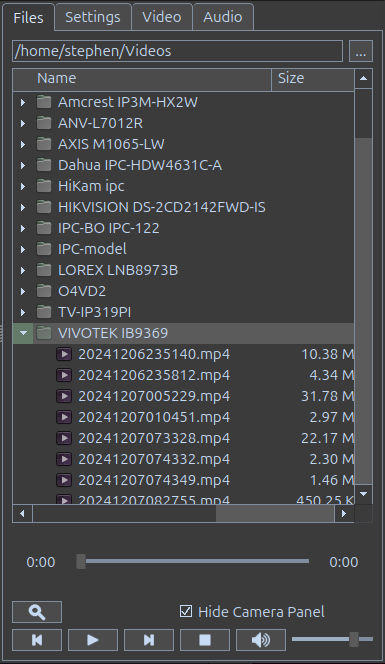 Files Settings Video Audio
/home/stephen/Videos ...
Name Size
Amcrest IP3M-HX2W
ANV-L7012R
AXIS M1065-LW
Dahua IPC-HDW4631C-A
HiKam ipc
HIKVISION DS-2CD2142FWD-IS
IPC-BO IPC-122
IPC-model
LOREX LNB8973B
O4VD2
TV-IP319PI
VIVOTEK IB9369
20241206235140.mp4 10.38 M
20241206235812.mp4 4.34 M
20241207005229.mp4 31.78 M
20241207010451.mp4 2.97 M
20241207073328.mp4 22.17 M
20241207074332.mp4 2.30 M
20241207074349.mp4 1.46 M
20241207082755.mp4 450.25 K
0:00 0:00
Hide Camera Panel